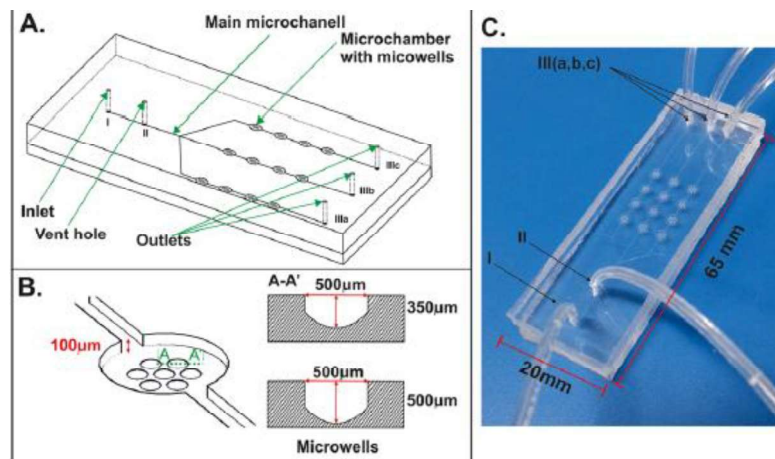 A.
Main microchanell
Microchamber
with micowells
I
II
IIIc
IIIb
IIIa
Inlet
Vent hole
Outlets
B.
100µm
A A'
A-A'
500µm
350µm
500µm
500µm
Microwells
C.
III(a,b,c)
II
I
65 mm
20mm